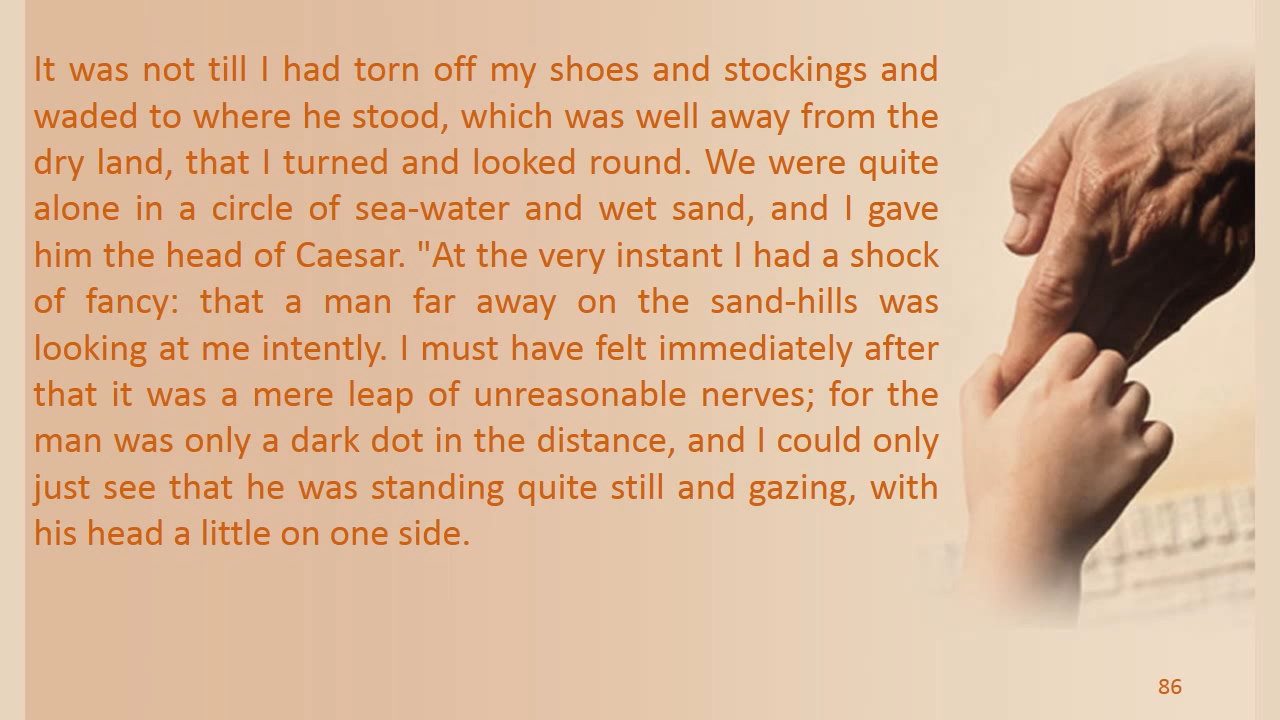 It was not till I had torn off my shoes and stockings and
waded to where he stood, which was well away from the
dry land, that I turned and looked round. We were quite
alone in a circle of sea-water and wet sand, and I gave
him the head of Caesar. "At the very instant I had a shock
of fancy: that a man far away on the sand-hills was
looking at me intently. I must have felt immediately after
that it was a mere leap of unreasonable nerves; for the
man was only a dark dot in the distance, and I could only
just see that he was standing quite still and gazing, with
his head a little on one side.
86